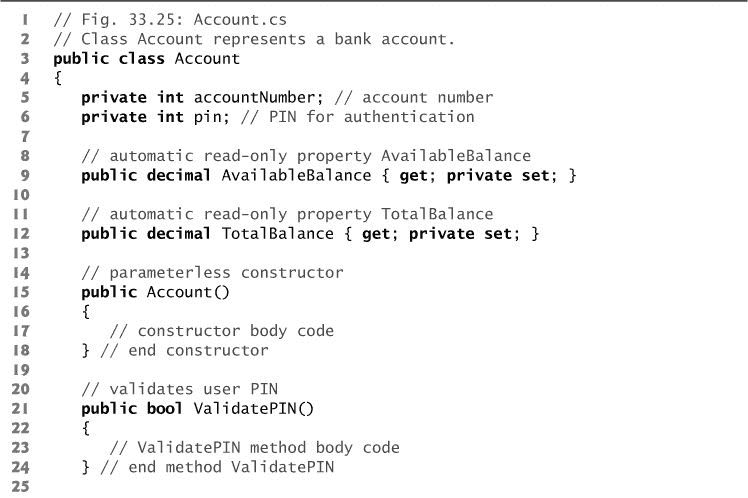 1 // Fig. 33.25: Account.cs
2 // Class Account represents a bank account.
3 public class Account
4 {
5    private int accountNumber; // account number
6    private int pin; // PIN for authentication
7
8    // automatic read-only property AvailableBalance
9    public decimal AvailableBalance { get; private set; }
10
11    // automatic read-only property TotalBalance
12    public decimal TotalBalance { get; private set; }
13
14    // parameterless constructor
15    public Account()
16    {
17       // constructor body code
18    } // end constructor
19
20    // validates user PIN
21    public bool ValidatePIN()
22    {
23       // ValidatePIN method body code
24    } // end method ValidatePIN
25